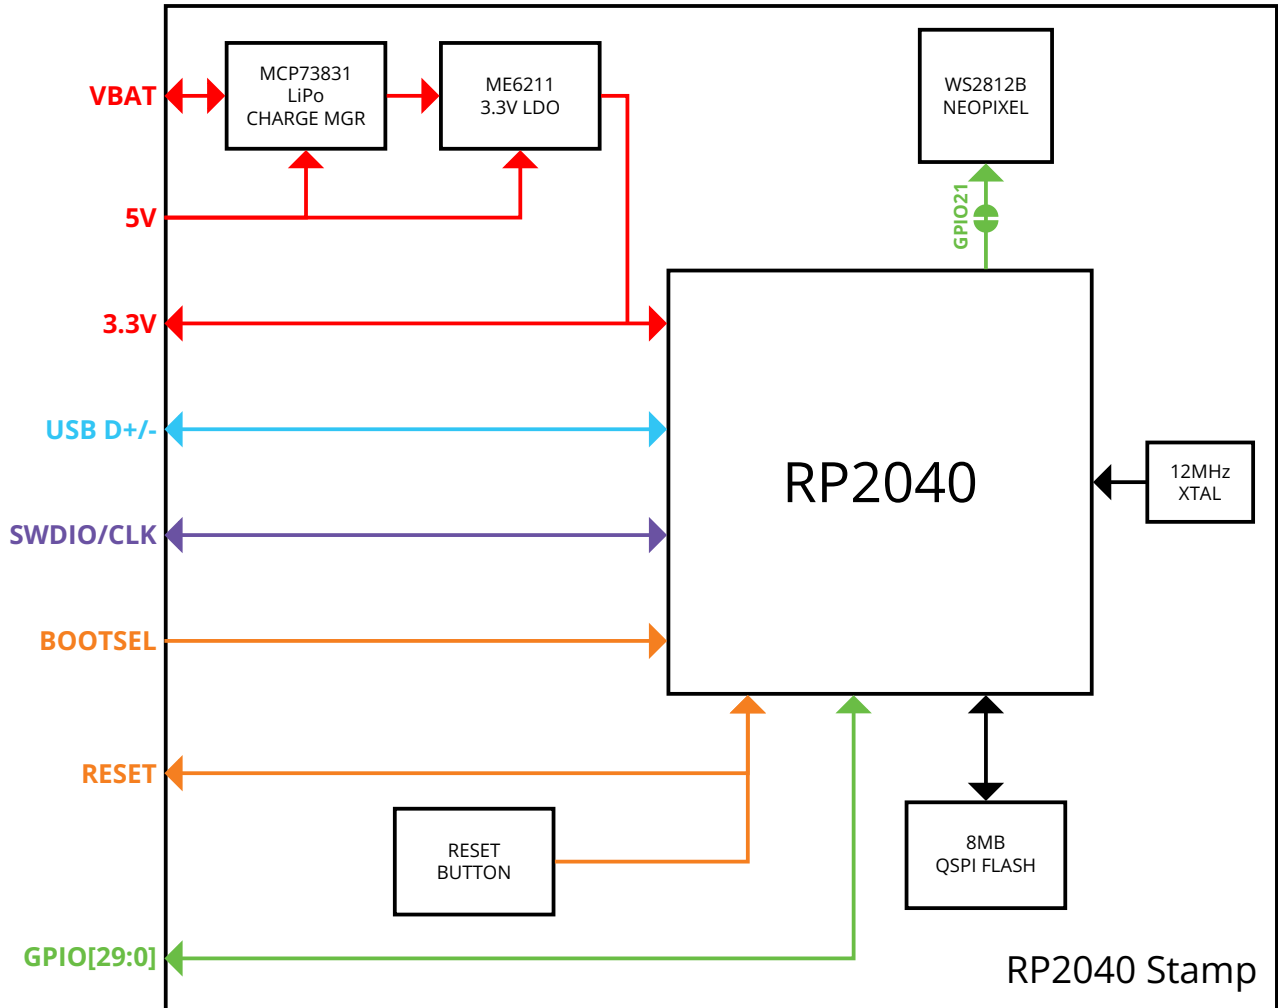 MCP73831
LiPo
CHARGE MGR
ME6211
3.3V LDO
WS2812B
NEOPIXEL
VBAT
5V
GPIO21
3.3V
USB D+/-
RP2040
12MHz
XTAL
SWDIO/CLK
BOOTSEL
RESET
RESET
BUTTON
8MB
QSPI FLASH
GPIO[29:0]
RP2040 Stamp